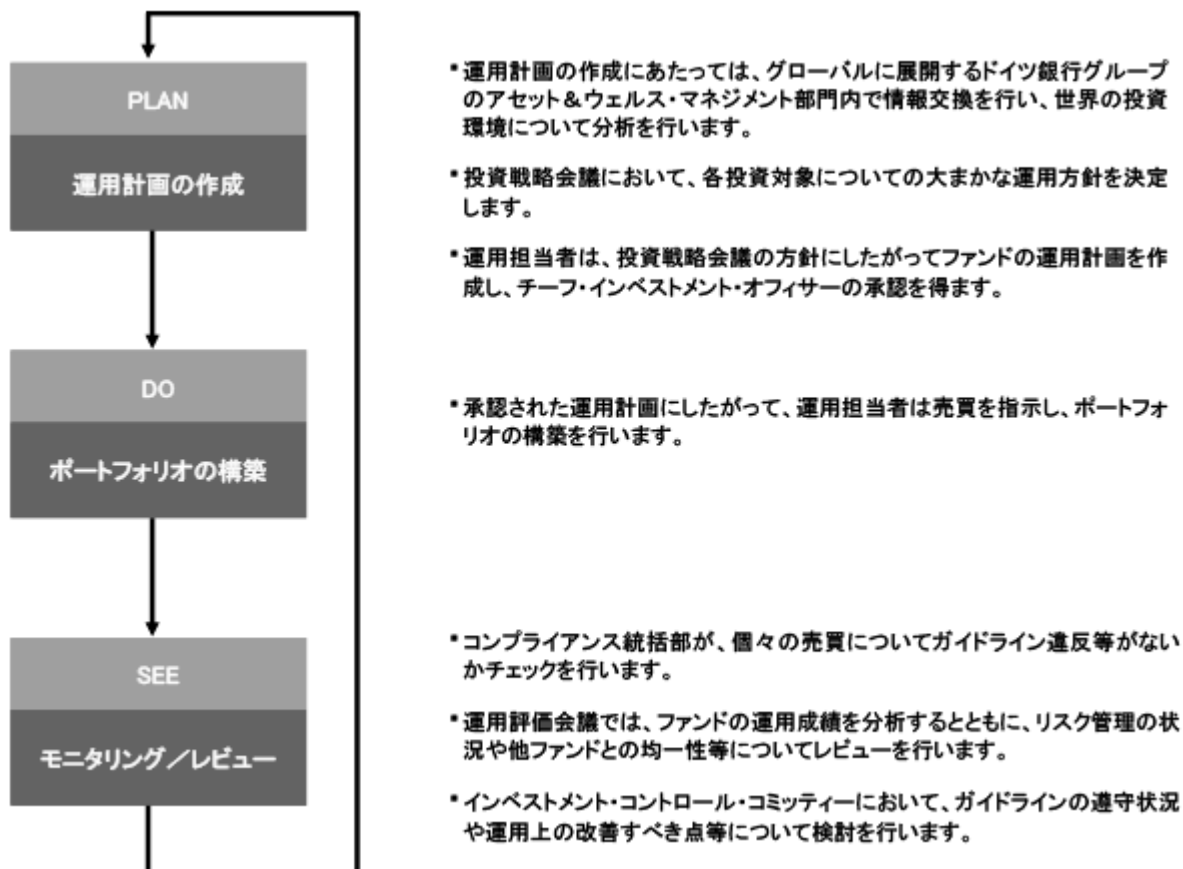 PLAN
運用計画の作成
▪運用計画の作成にあたっては、グローバルに展開するドイツ銀行グループ
のアセット&ウェルス・マネジメント部門内で情報交換を行い、世界の投資
環境について分析を行います。
▪投資戦略会議において、各投資対象についての大まかな運用方針を決定
します。
▪運用担当者は、投資戦略会議の方針にしたがってファンドの運用計画を作
成し、チーフ・インベストメント・オフィサーの承認を得ます。
DO
ポートフォリオの構築
▪承認された運用計画にしたがって、運用担当者は売買を指示し、ポートフォ
リオの構築を行います。
SEE
モニタリング/レビュー
▪コンプライアンス統括部が、個々の売買についてガイドライン違反等がない
かチェックを行います。
▪運用評価会議では、ファンドの運用成績を分析するとともに、リスク管理の状
況や他ファンドとの均一性等についてレビューを行います。
▪インベストメント・コントロール・コミッティーにおいて、ガイドラインの遵守状況
や運用上の改善すべき点等について検討を行います。